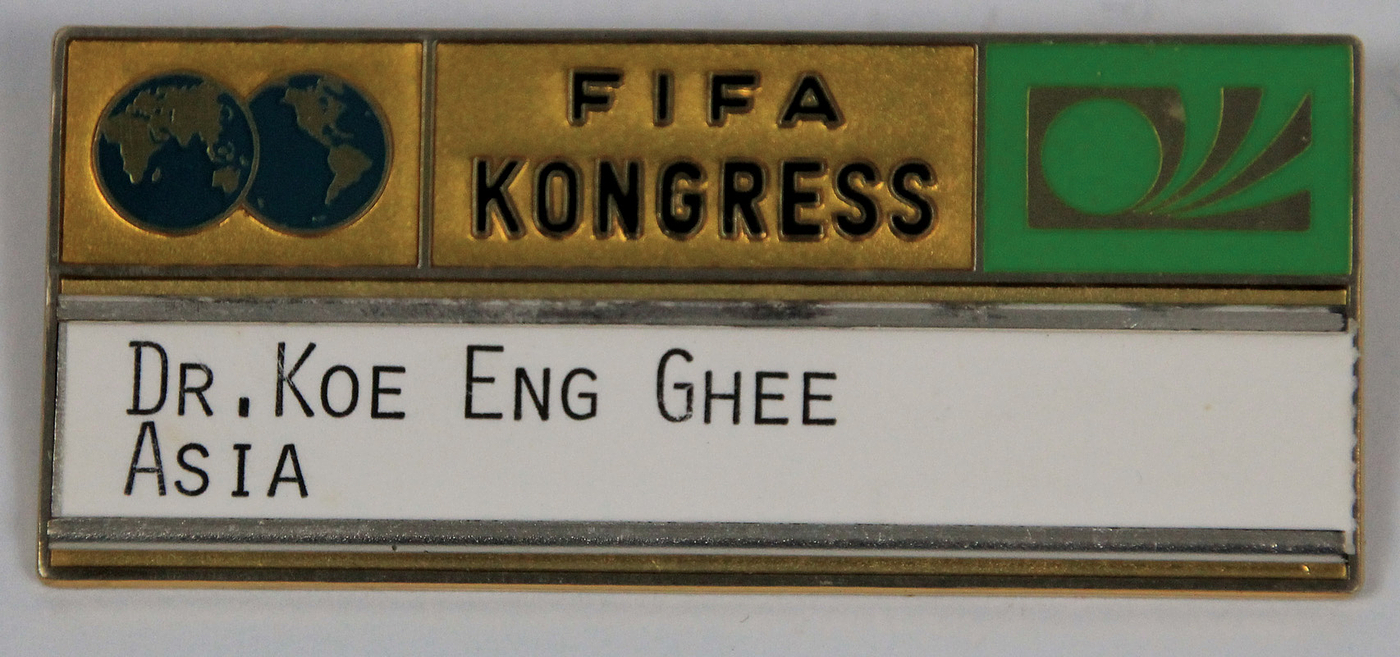 FIFA
KONGRESS
DR.KOE ENG GHEE
ASIA